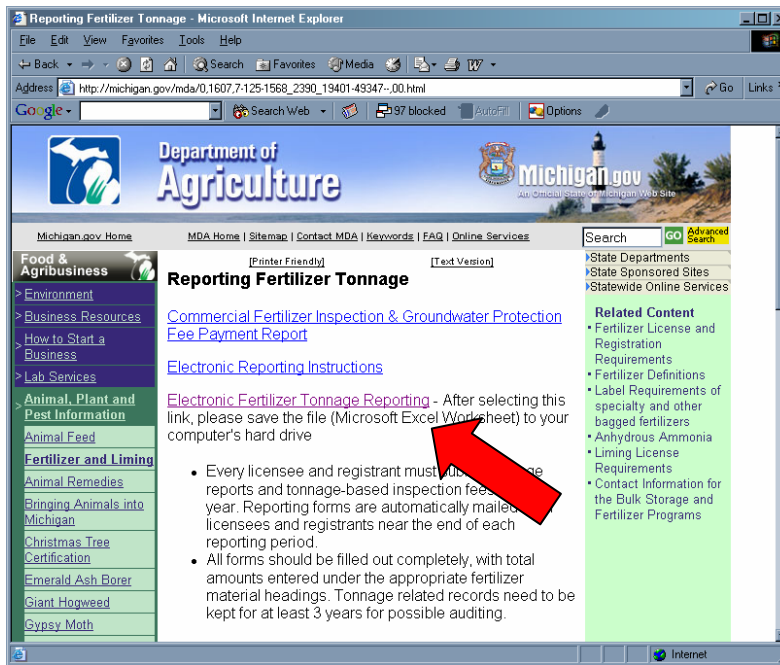 Reporting Fertilizer Tonnage - Microsoft Internet Explorer
File Edit View Favorites Tools Help
Back Search Favorites Media
Address http://michigan.gov/mda/0,1607,7-125-1568_2390_19401-49347--,00.html Go Links
Google Search Web 97 blocked AutoFill Options
Department of
Agriculture
Michigan.gov
An Official State of Michigan Web Site
Michigan.gov Home MDA Home | Sitemap | Contact MDA | Keywords | FAQ | Online Services
Search GO Advanced Search
State Departments
State Sponsored Sites
Statewide Online Services
Food &
Agribusiness
> Environment
> Business Resources
> How to Start a
Business
> Lab Services
> Animal, Plant and
Pest Information
Animal Feed
Fertilizer and Liming
Animal Remedies
Bringing Animals into
Michigan
Christmas Tree
Certification
Emerald Ash Borer
Giant Hogweed
Gypsy Moth
[Printer Friendly] [Text Version]
Reporting Fertilizer Tonnage
Commercial Fertilizer Inspection & Groundwater Protection
Fee Payment Report
Electronic Reporting Instructions
Electronic Fertilizer Tonnage Reporting - After selecting this
link, please save the file (Microsoft Excel Worksheet) to your
computer's hard drive
• Every licensee and registrant must
reports and tonnage-based inspection fees
year. Reporting forms are automatically mailed
licensees and registrants near the end of each
reporting period.
• All forms should be filled out completely, with total
amounts entered under the appropriate fertilizer
material headings. Tonnage related records need to be
kept for at least 3 years for possible auditing.
Related Content
• Fertilizer License and
Registration
Requirements
• Fertilizer Definitions
• Label Requirements of
specialty and other
bagged fertilizers
• Anhydrous Ammonia
• Liming License
Requirements
• Contact Information for
the Bulk Storage and
Fertilizer Programs
Internet